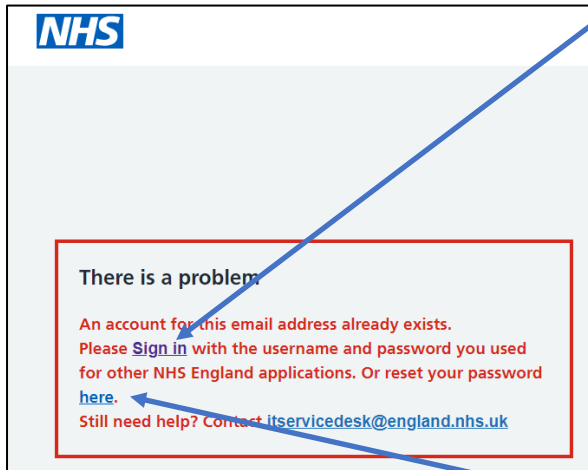 NHS
There is a problem
An account for this email address already exists.
Please Sign in with the username and password you used
for other NHS England applications. Or reset your password
here.
Still need help? Contact itservicedesk@england.nhs.uk